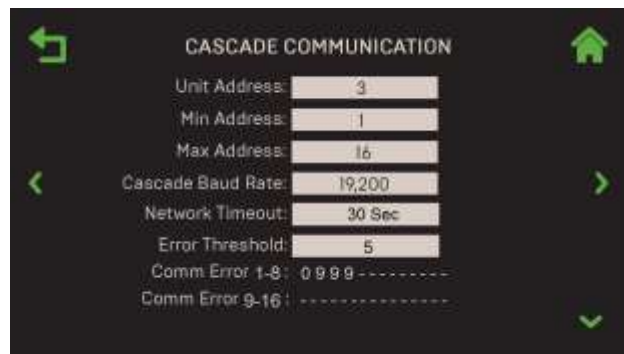 CASCADE COMMUNICATION
Unit Address: 3
Min Address: 1
Max Address: 16
Cascade Baud Rate: 19,200
Network Timeout: 30 Sec
Error Threshold: 5
Comm Error 1-8: 0 9 9 9 - - - - - - - - -
Comm Error 9-16 : - - - - - - - - - - - - - - -